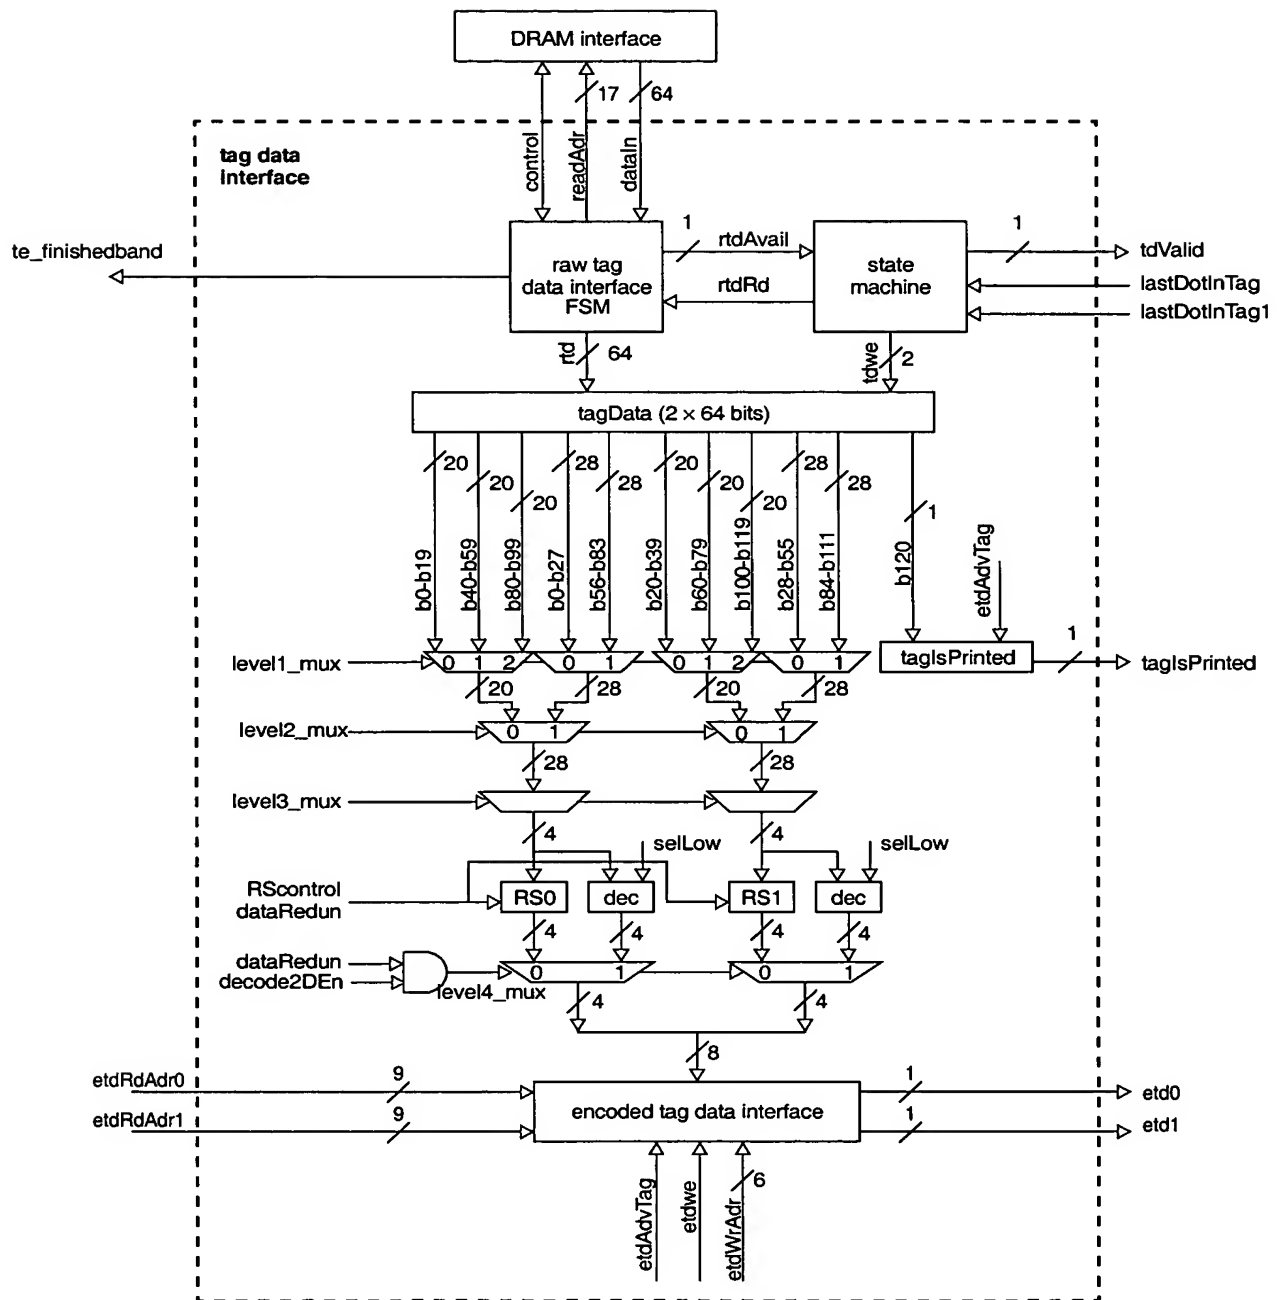 DRAM interface
17
64
tag data
interface
control
readAdr
dataIn
te_finishedband
raw tag
data interface
FSM
1
rtdAvail
rtdRd
state
machine
1
tdValid
lastDotInTag
lastDotInTag1
rtd
64
tdwe
2
tagData (2 × 64 bits)
20
20
20
28
28
20
20
20
28
28
1
b0-b19
b40-b59
b80-b99
b0-b27
b56-b83
b20-b39
b60-b79
b100-b119
b28-b55
b84-b111
b120
etdAdvTag
level1_mux
0 1 2
0 1
0 1 2
0 1
tagIsPrinted
1
tagIsPrinted
20
28
20
28
level2_mux
0 1
0 1
28
28
level3_mux
4
4
selLow
selLow
RScontrol
dataRedun
RS0
dec
RS1
dec
4
4
4
4
dataRedun
decode2DEn
level4_mux
0 1
0 1
4
4
8
etdRdAdr0
9
encoded tag data interface
1
etd0
etdRdAdr1
9
1
etd1
etdAdvTag
etdwe
etdWrAdr
6